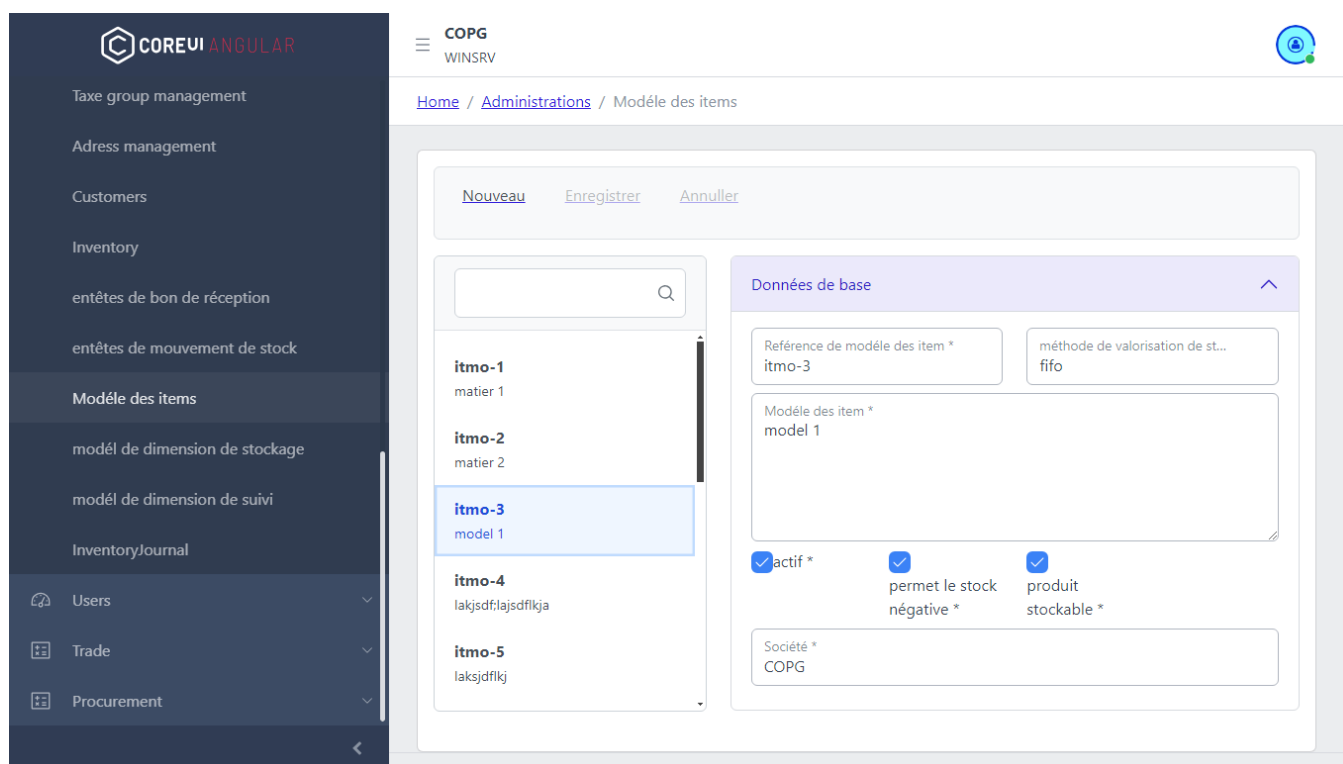 COREUI ANGULAR
Taxe group management
Adress management
Customers
Inventory
entêtes de bon de réception
entêtes de mouvement de stock
Modéle des items
modél de dimension de stockage
modél de dimension de suivi
InventoryJournal
Users
Trade
Procurement
COPG
WINSRV
Home / Administrations / Modéle des items
Nouveau Enregistrer Annuller
itmo-1
matier 1
itmo-2
matier 2
itmo-3
model 1
itmo-4
lakjsdf;lajsdflkja
itmo-5
laksjdflkj
Données de base
Reférence de modéle des item *
itmo-3
méthode de valorisation de st...
fifo
Modéle des item *
model 1
actif *
permet le stock
négative *
produit
stockable *
Société *
COPG